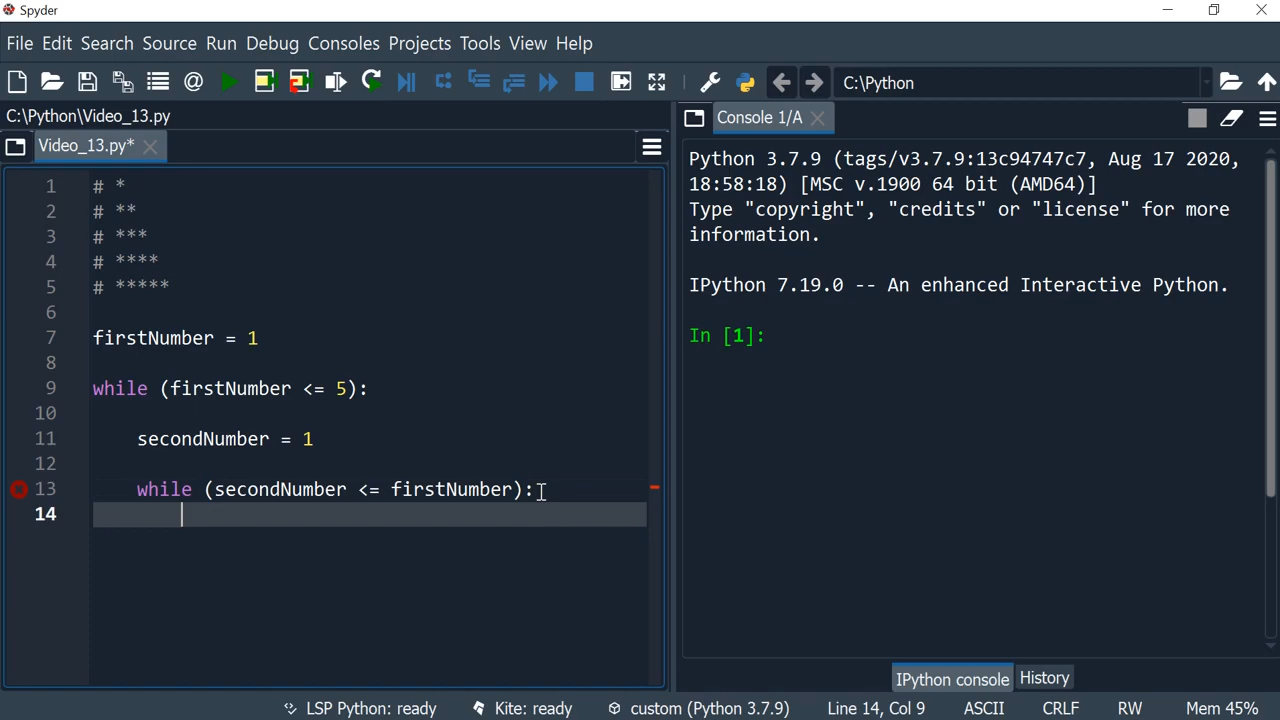 Spyder
File Edit Search Source Run Debug Consoles Projects Tools View Help
C:\Python
C:\Python\Video_13.py
Video_13.py*
Console 1/A
1 # *
2 # **
3 # ***
4 # ****
5 # *****
6
7 firstNumber = 1
8
9 while (firstNumber <= 5):
10
11 secondNumber = 1
12
13 while (secondNumber <= firstNumber):
14
Python 3.7.9 (tags/v3.7.9:13c94747c7, Aug 17 2020,
18:58:18) [MSC v.1900 64 bit (AMD64)]
Type "copyright", "credits" or "license" for more
information.
IPython 7.19.0 -- An enhanced Interactive Python.
In [1]:
IPython console History
LSP Python: ready Kite: ready custom (Python 3.7.9) Line 14, Col 9 ASCII CRLF RW Mem 45%